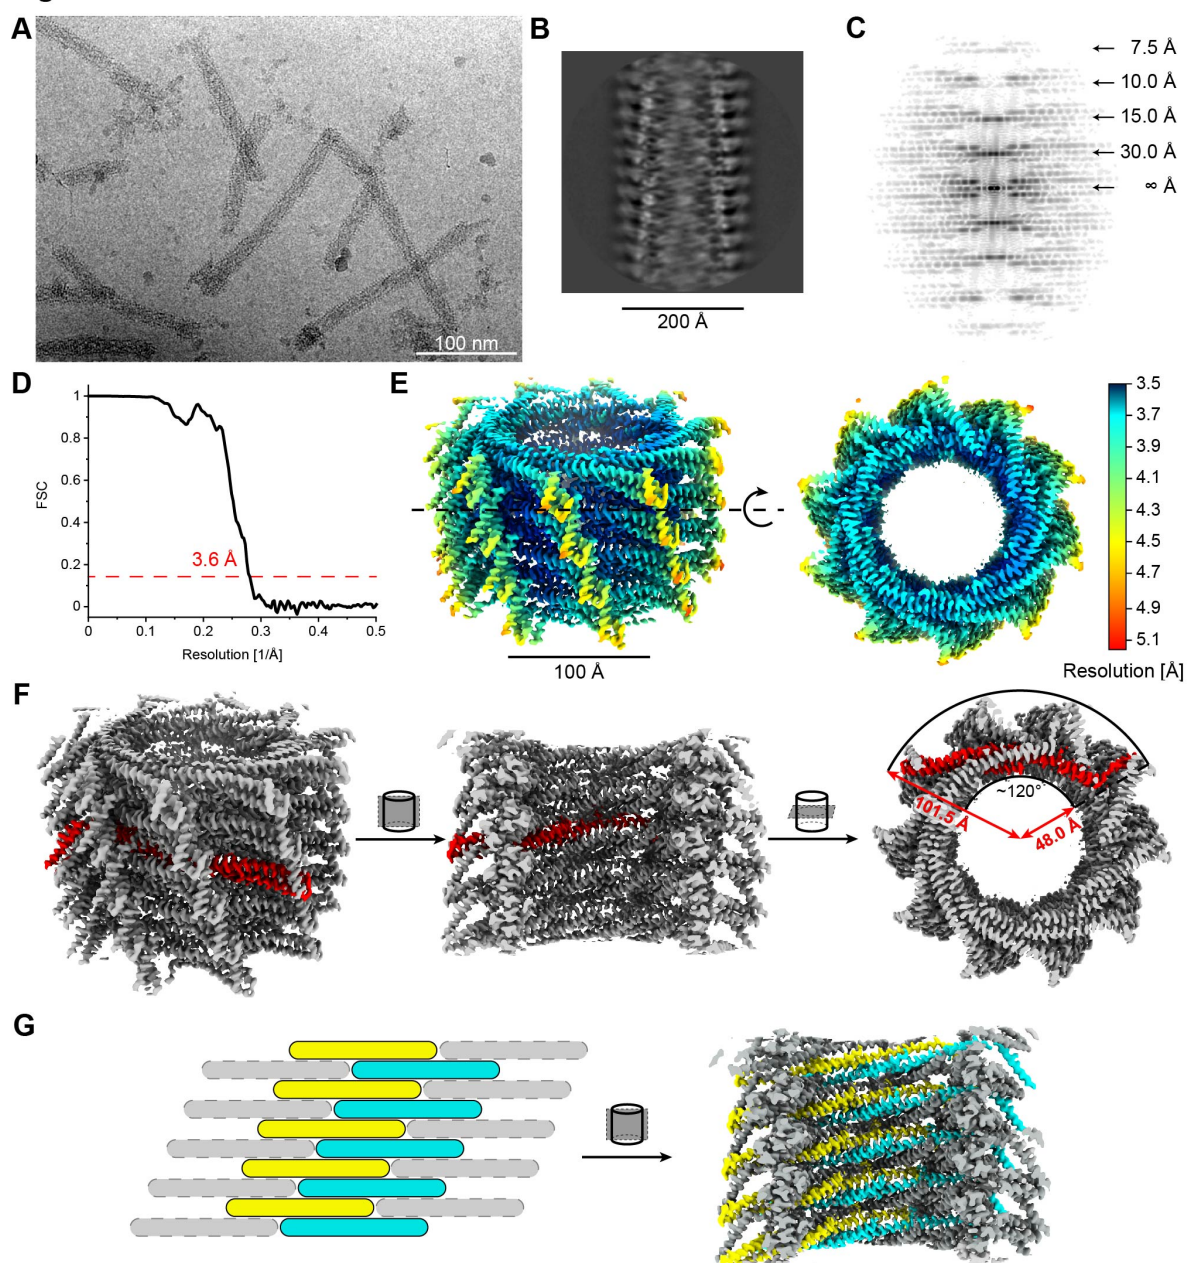 A
100 nm
B
200 Å
C
7.5 Å
10.0 Å
15.0 Å
30.0 Å
∞ Å
D
1
0.8
0.6
0.4
0.2
0
FSC
3.6 Å
0
0.1
0.2
0.3
0.4
0.5
Resolution [1/Å]
E
100 Å
3.5
3.7
3.9
4.1
4.3
4.5
4.7
4.9
5.1
Resolution [Å]
F
~120°
101.5 Å
48.0 Å
G